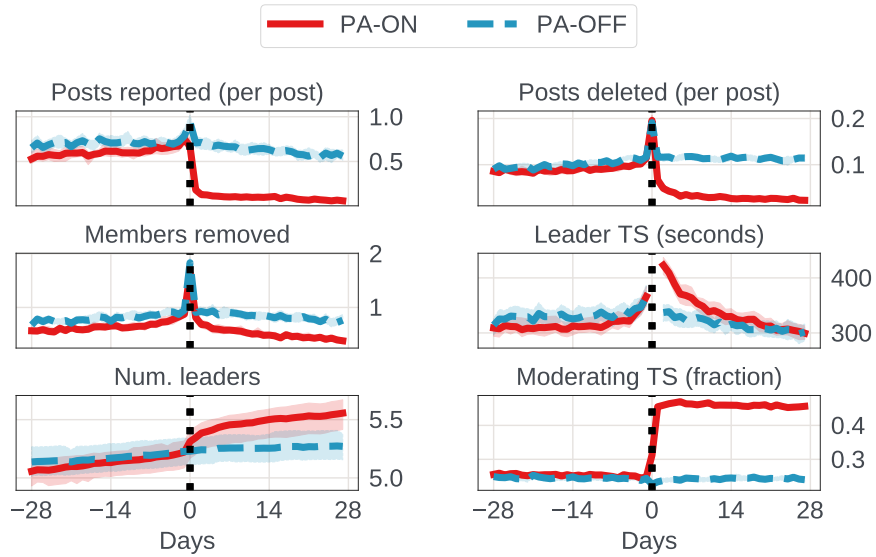 PA-ON PA-OFF
Posts reported (per post)
1.0
0.5
Posts deleted (per post)
0.2
0.1
Members removed
2
1
Leader TS (seconds)
400
300
Num. leaders
5.5
5.0
−28 −14 0 14 28
Days
Moderating TS (fraction)
0.4
0.3
−28 −14 0 14 28
Days